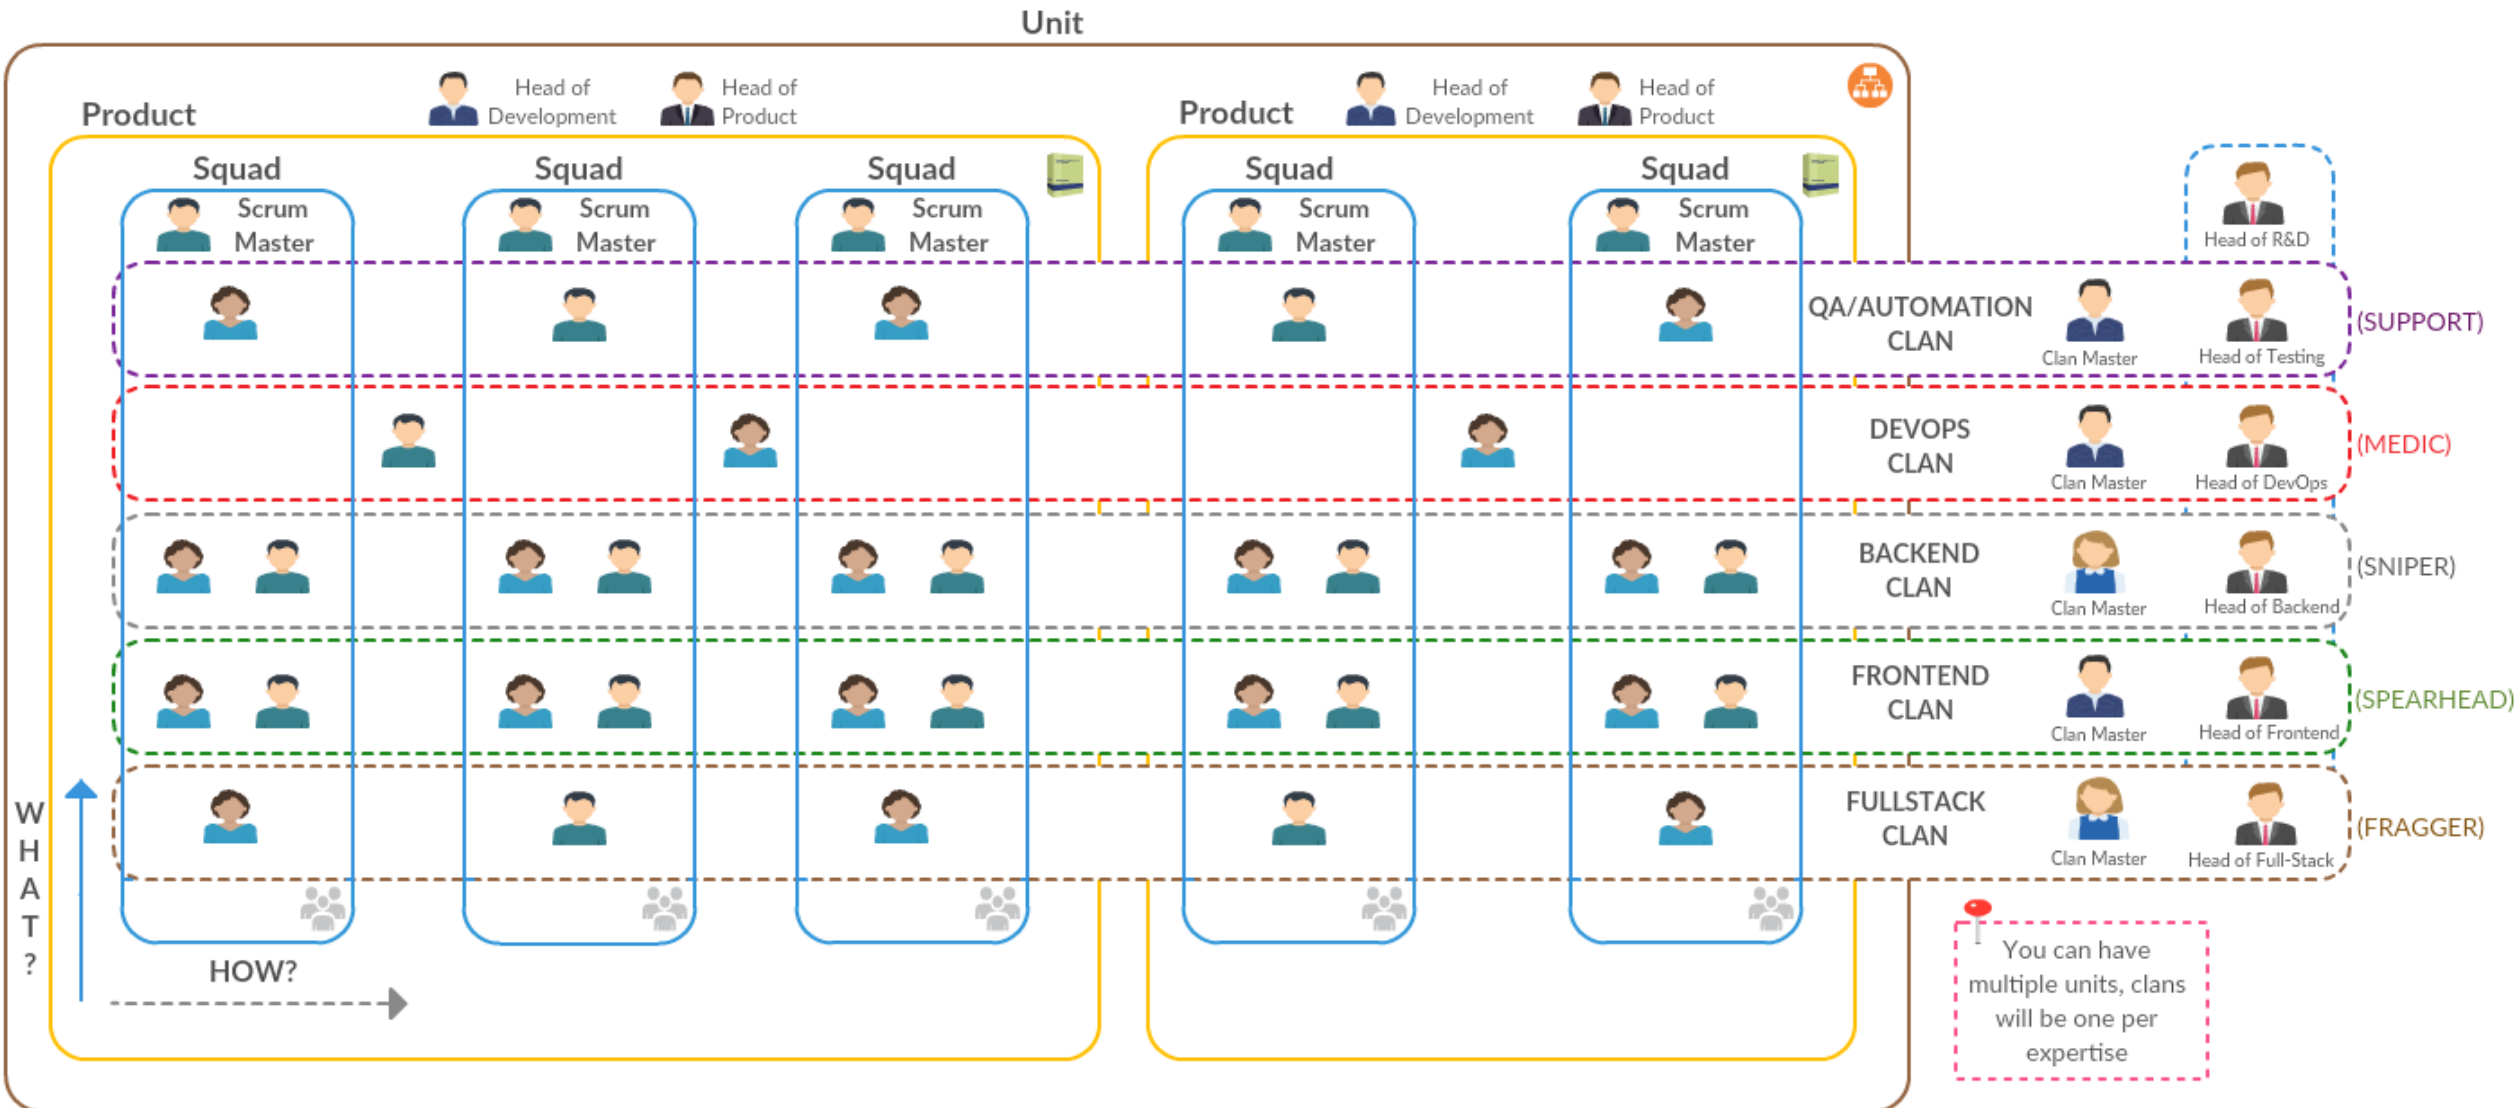 Unit
Product
Head of
Development
Head of
Product
Product
Head of
Development
Head of
Product
Squad
Squad
Squad
Squad
Squad
Scrum
Master
Scrum
Master
Scrum
Master
Scrum
Master
Scrum
Master
Head of R&D
QA/AUTOMATION
CLAN
Clan Master
Head of Testing
(SUPPORT)
DEVOPS
CLAN
Clan Master
Head of DevOps
(MEDIC)
BACKEND
CLAN
Clan Master
Head of Backend
(SNIPER)
FRONTEND
CLAN
Clan Master
Head of Frontend
(SPEARHEAD)
FULLSTACK
CLAN
Clan Master
Head of Full-Stack
(FRAGGER)
W
H
A
T
?
HOW?
You can have
multiple units, clans
will be one per
expertise